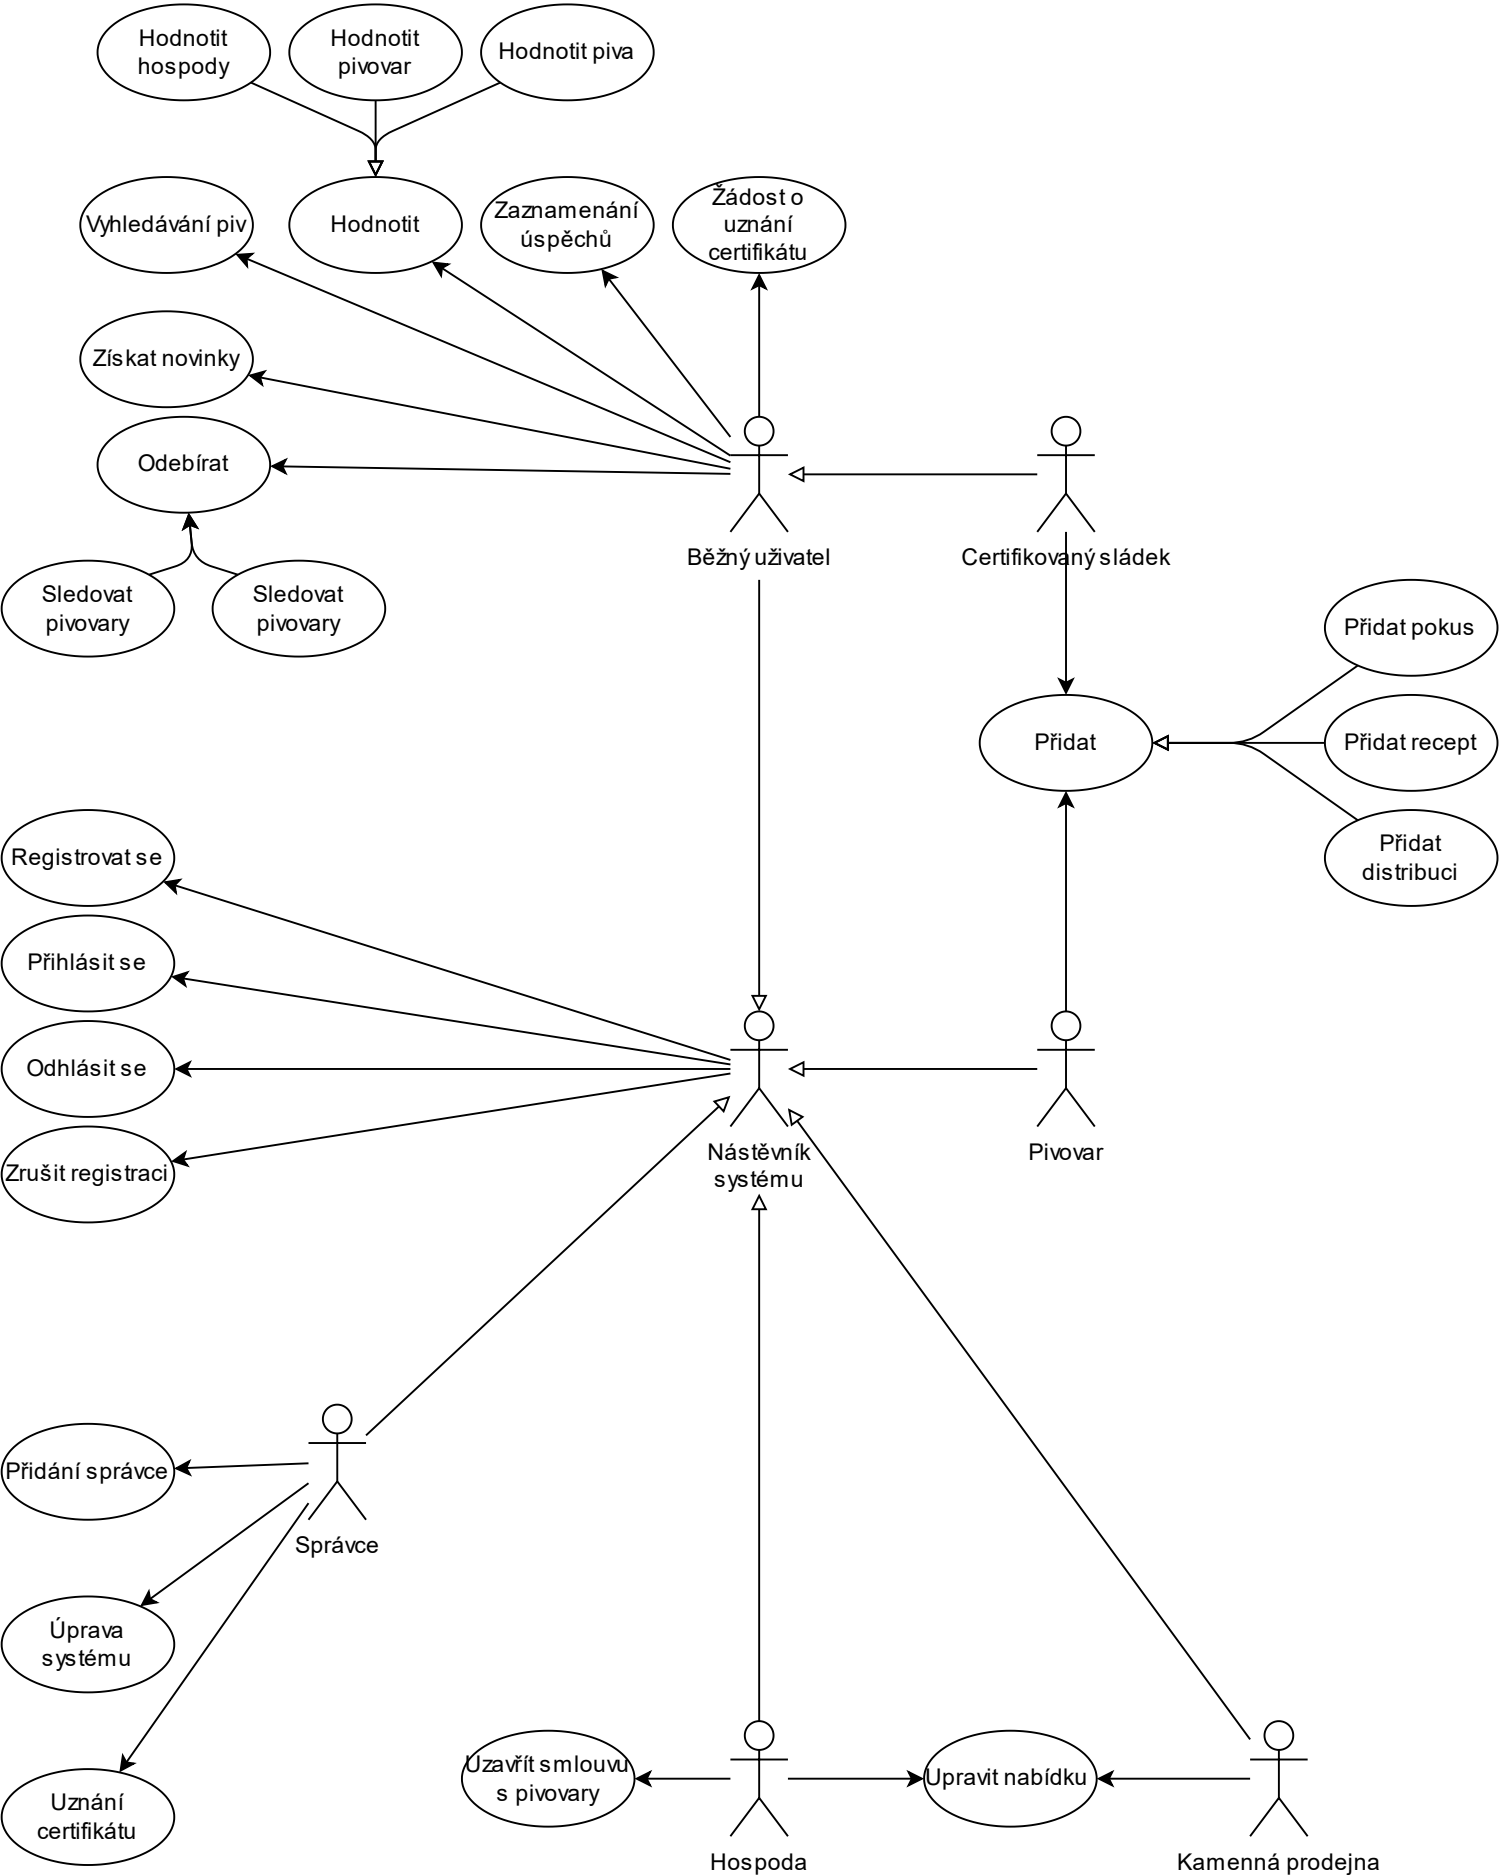 Hodnotit
hospody
Hodnotit
pivovar
Hodnotit piva
Vyhledávání piv
Hodnotit
Zaznamenání
úspěchů
Žádost o
uznání
certifikátu
Získat novinky
Odebírat
Sledovat
pivovary
Sledovat
pivovary
Běžný uživatel
Certifikovaný sládek
Přidat pokus
Přidat
Přidat recept
Přidat
distribuci
Registrovat se
Přihlásit se
Odhlásit se
Zrušit registraci
Nástěvník
systému
Pivovar
Přidání správce
Správce
Úprava
systému
Uznání
certifikátu
Uzavřít smlouvu
s pivovary
Upravit nabídku
Hospoda
Kamenná prodejna